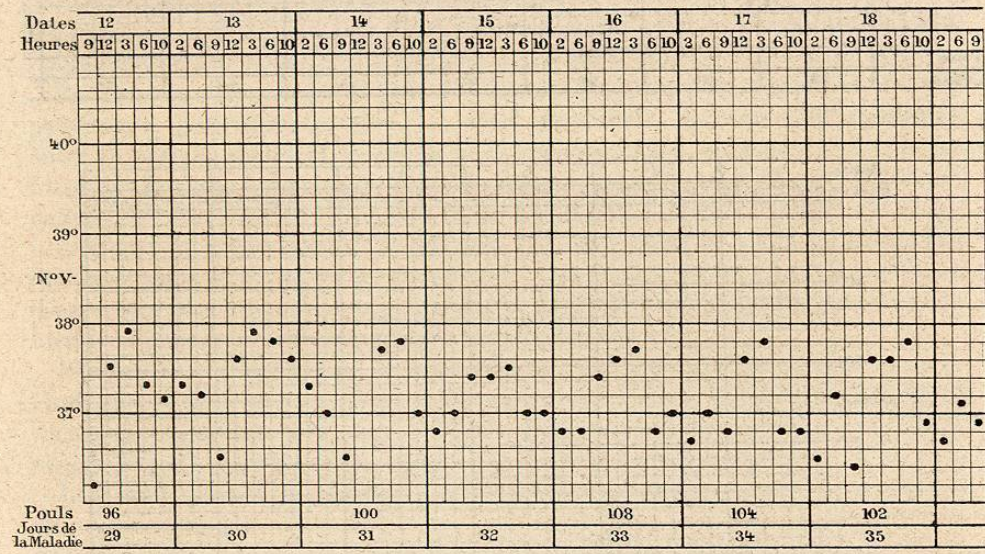 Dates 12 13 14 15 16 17 18
Heures 9 12 3 6 10 2 6 9 12 3 6 10 2 6 9 12 3 6 10 2 6 9 12 3 6 10 2 6 9 12 3 6 10 2 6 9 12 3 6 10 2 6 9 12 3 6 10 2 6 9
40°
39°
No V-
38°
37°
Pouls 96 100 108 104 102
Jours de
la Maladie 29 30 31 32 33 34 35